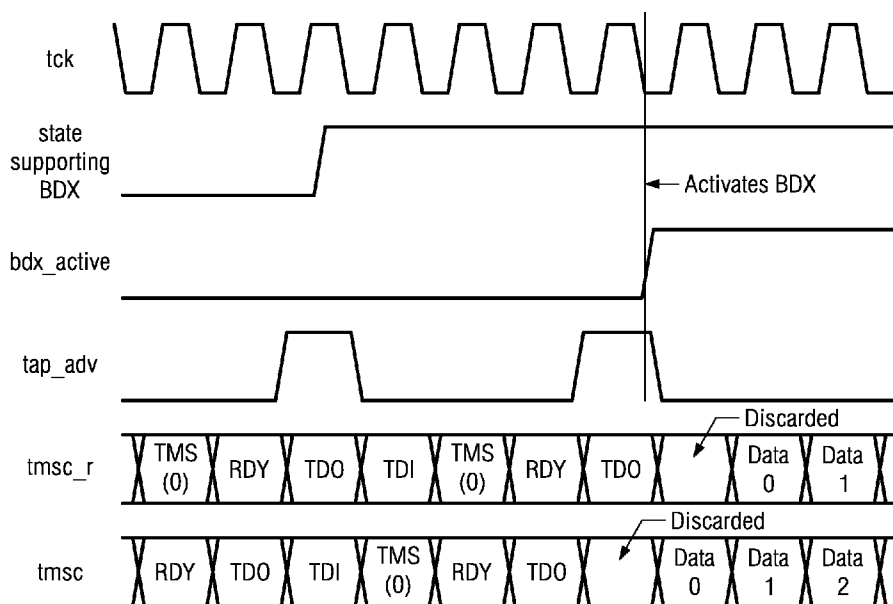 tck
state
supporting
BDX
Activates BDX
bdx_active
tap_adv
Discarded
tmsc_r
TMS
(0)
RDY
TDO
TDI
TMS
(0)
RDY
TDO
Data
0
Data
1
Discarded
tmsc
RDY
TDO
TDI
TMS
(0)
RDY
TDO
Data
0
Data
1
Data
2